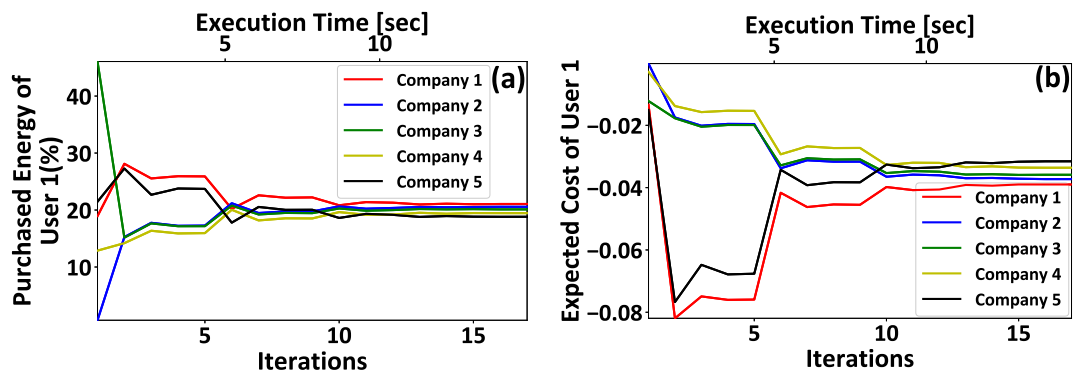 Execution Time [sec]
5 10
(a)
Company 1
Company 2
Company 3
Company 4
Company 5
Purchased Energy of
User 1(%)
40
30
20
10
5 10 15
Iterations
Execution Time [sec]
5 10
(b)
Expected Cost of User 1
−0.02
−0.04
−0.06
−0.08
Company 1
Company 2
Company 3
Company 4
Company 5
5 10 15
Iterations